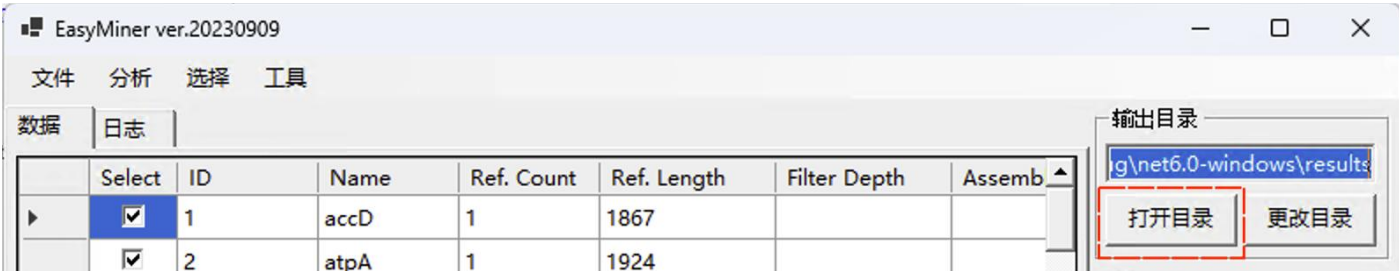 EasyMiner ver.20230909
文件 分析 选择 工具
数据 日志
输出目录
ıg\net6.0-windows\results
打开目录 更改目录
Select ID Name Ref. Count Ref. Length Filter Depth Assemb
1 accD 1 1867
2 atpA 1 1924